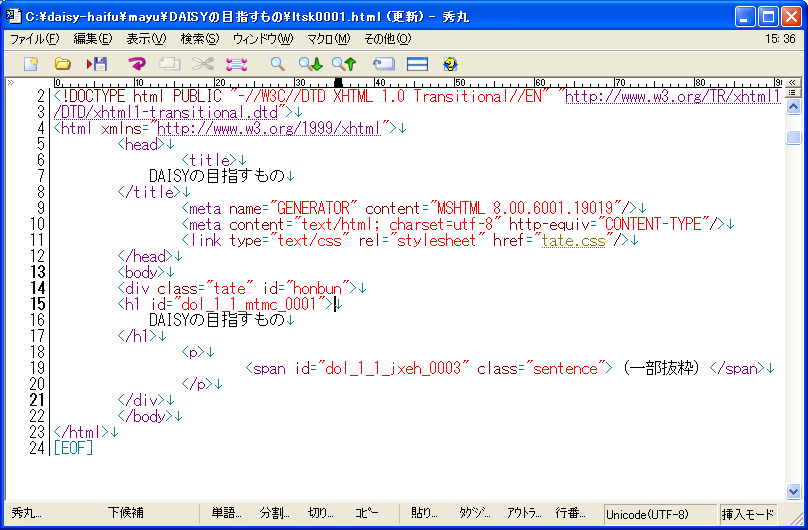 C:¥daisy-haifu¥mayu¥DAISYの目指すもの¥ltsk0001.html (更新) - 秀丸
ファイル(F) 編集(E) 表示(V) 検索(S) ウィンドウ(W) マクロ(M) その他(O) 15:36
0 10 20 30 40 50 60 70 80 90
2 <!DOCTYPE html PUBLIC "-//W3C//DTD XHTML 1.0 Transitional//EN" "http://www.w3.org/TR/xhtml1
3 /DTD/xhtml1-transitional.dtd">↓
4 <html xmlns="http://www.w3.org/1999/xhtml">↓
5 <head>↓
6 <title>↓
7 DAISYの目指すもの↓
8 </title>↓
9 <meta name="GENERATOR" content="MSHTML 8.00.6001.19019"/>↓
10 <meta content="text/html; charset=utf-8" http-equiv="CONTENT-TYPE"/>↓
11 <link type="text/css" rel="stylesheet" href="tate.css"/>↓
12 </head>↓
13 <body>↓
14 <div class="tate" id="honbun">↓
15 <h1 id="dol_1_1_mtmc_0001">↓
16 DAISYの目指すもの↓
17 </h1>↓
18 <p>↓
19 <span id="dol_1_1_jxeh_0003" class="sentence">（一部抜粋）</span>↓
20 </p>↓
21 </div>↓
22 </body>↓
23 </html>↓
24 [EOF]
秀丸... 下候補 単語... 分割... 切り... コピー 貼り... タグジ... アウトラ... 行番... Unicode(UTF-8) 挿入モード